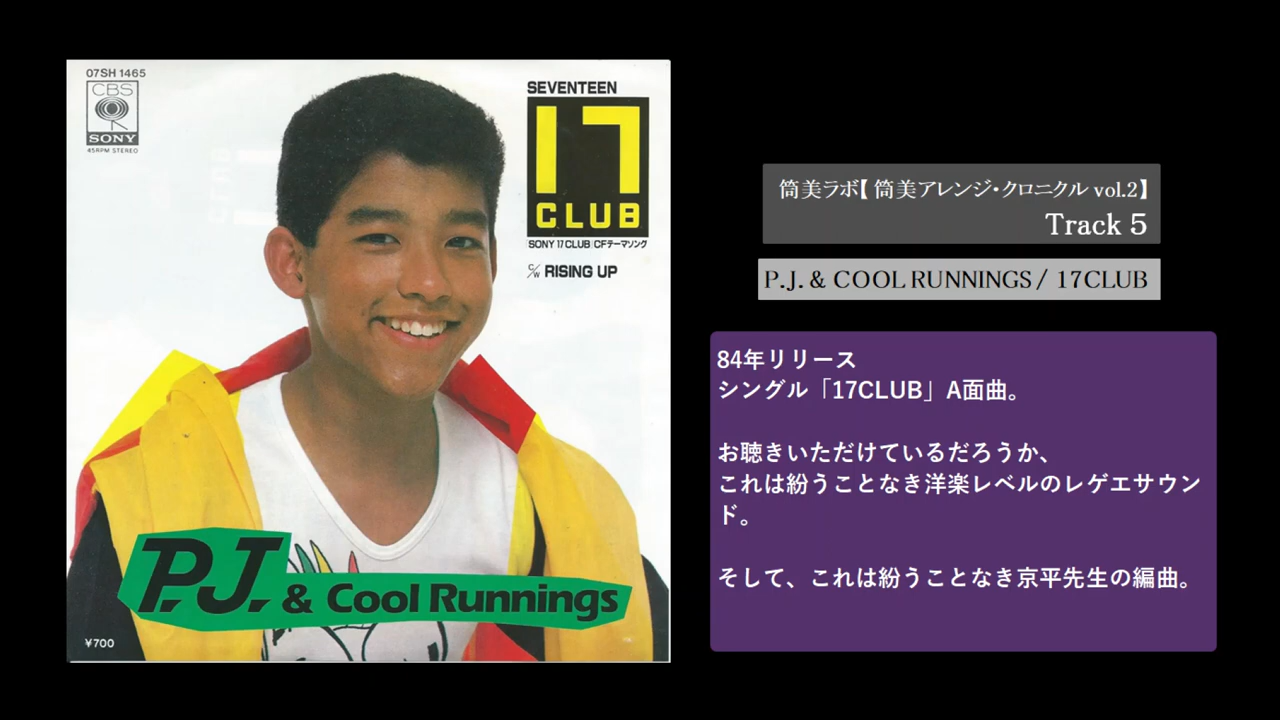 07SH 1465
CBS
SONY
45RPM STEREO
SEVENTEEN
17
CLUB
SONY 17 CLUB CFテーマソング
c/w RISING UP
P.J. & Cool Runnings
¥700
筒美ラボ【筒美アレンジ・クロニクル vol.2】
Track 5
P.J. & COOL RUNNINGS / 17CLUB
84年リリース
シングル「17CLUB」A面曲。
お聴きいただけているだろうか、
これは紛うことなき洋楽レベルのレゲエサウン
ド。
そして、これは紛うことなき京平先生の編曲。